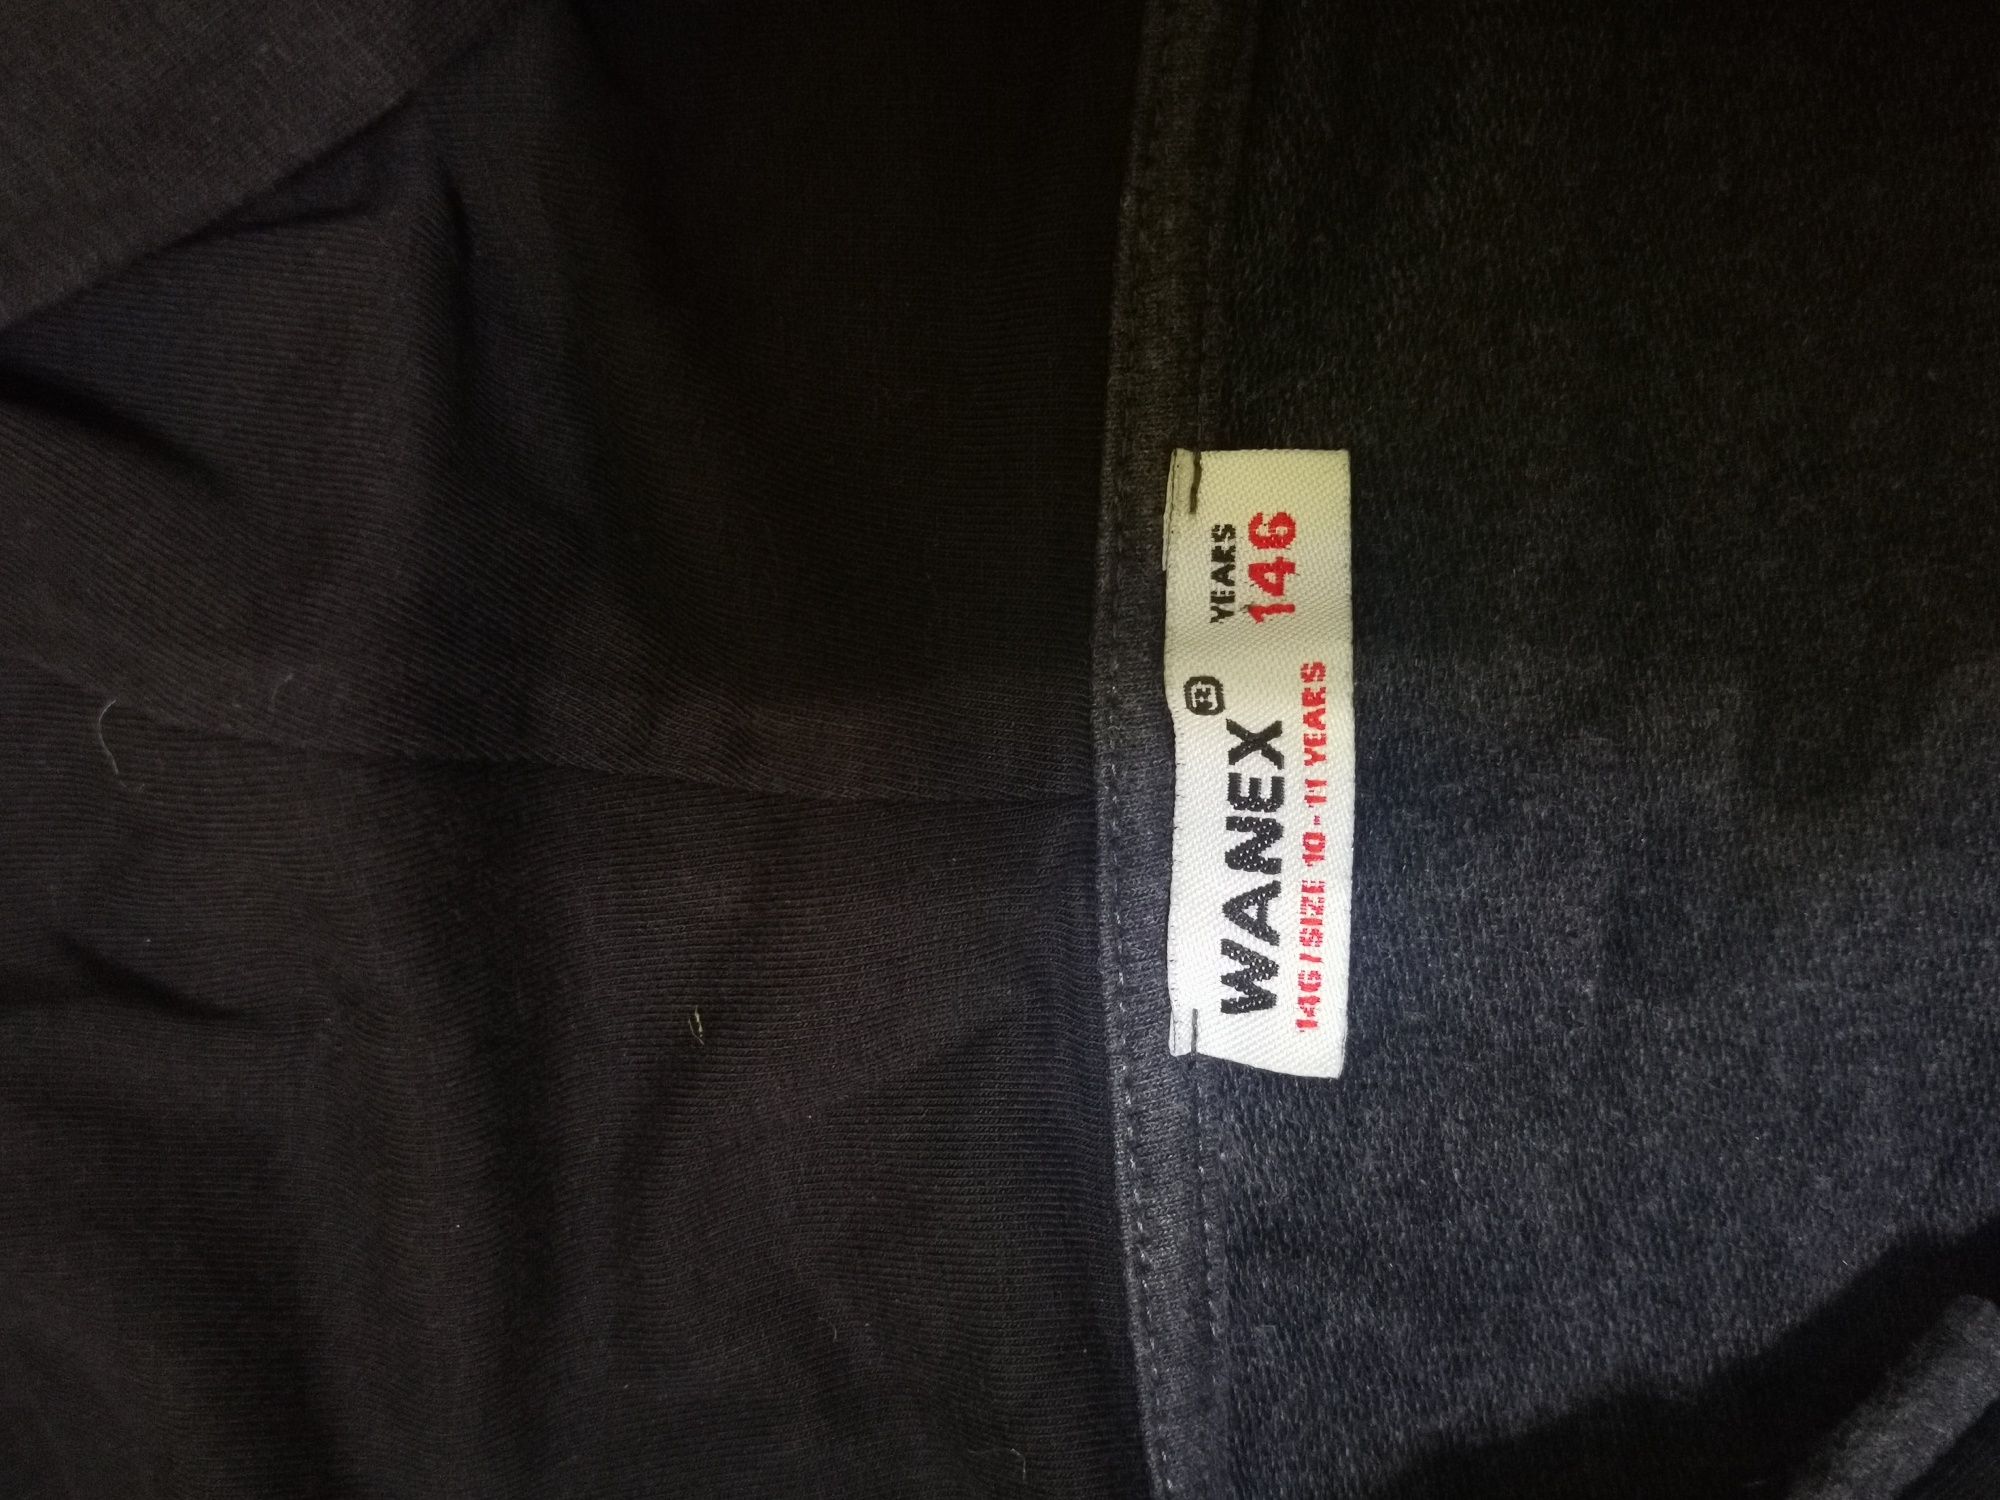 WANEX ®
YEARS
146
146 / SIZE 10 - 11 YEARS